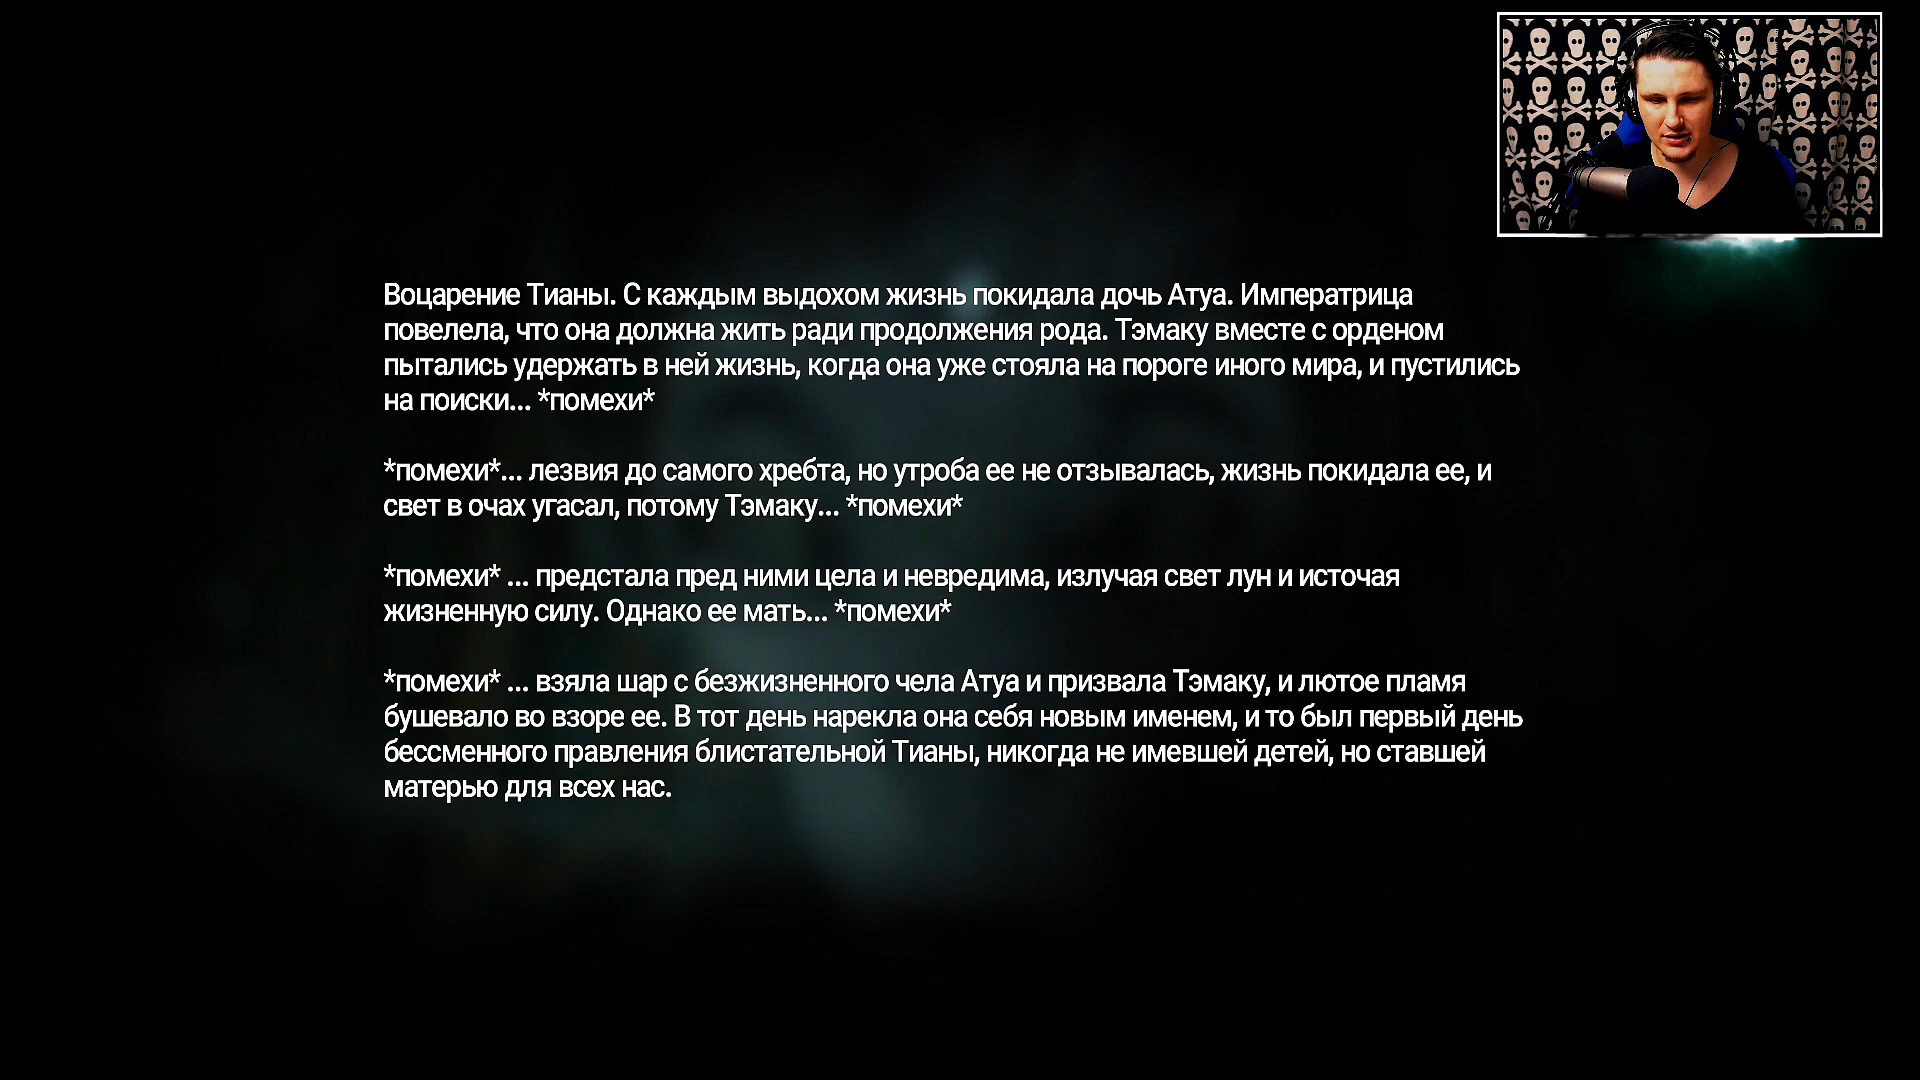 Воцарение Тианы. С каждым выдохом жизнь покидала дочь Атуа. Императрица
повелела, что она должна жить ради продолжения рода. Тэмаку вместе с орденом
пытались удержать в ней жизнь, когда она уже стояла на пороге иного мира, и пустились
на поиски... *помехи*
*помехи*... лезвия до самого хребта, но утроба ее не отзывалась, жизнь покидала ее, и
свет в очах угасал, потому Тэмаку... *помехи*
*помехи* ... предстала пред ними цела и невредима, излучая свет лун и источая
жизненную силу. Однако ее мать... *помехи*
*помехи* ... взяла шар с безжизненного чела Атуа и призвала Тэмаку, и лютое пламя
бушевало во взоре ее. В тот день нарекла она себя новым именем, и то был первый день
бессменного правления блистательной Тианы, никогда не имевшей детей, но ставшей
матерью для всех нас.